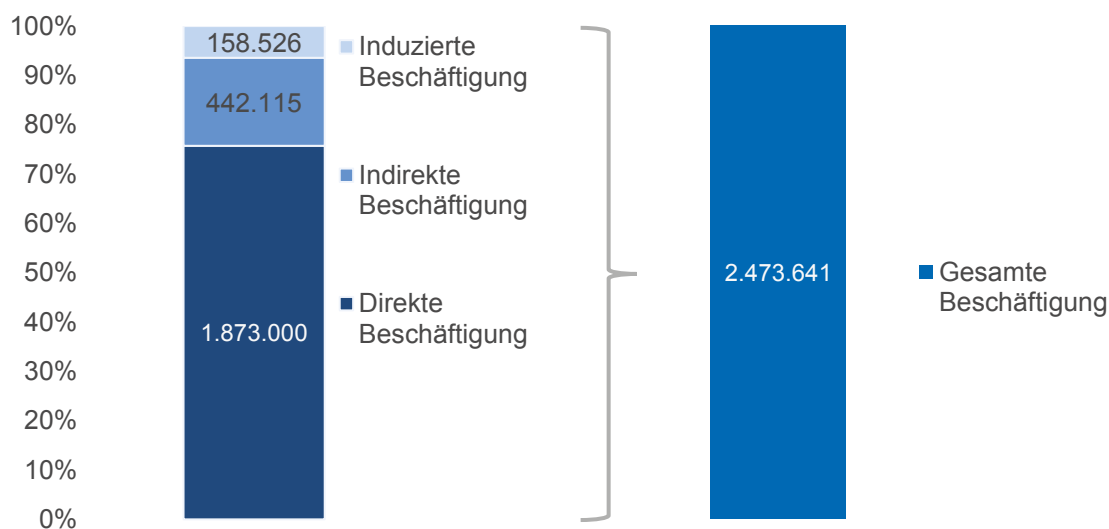 100%
90%
80%
70%
60%
50%
40%
30%
20%
10%
0%
158.526
442.115
1.873.000
Induzierte
Beschäftigung
Indirekte
Beschäftigung
Direkte
Beschäftigung
2.473.641
Gesamte
Beschäftigung